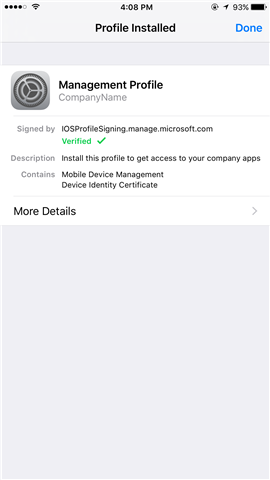 4:08 PM
93%
Profile Installed
Done
Management Profile
CompanyName
Signed by IOSProfileSigning.manage.microsoft.com
Verified
Description Install this profile to get access to your company apps
Contains Mobile Device Management
Device Identity Certificate
More Details